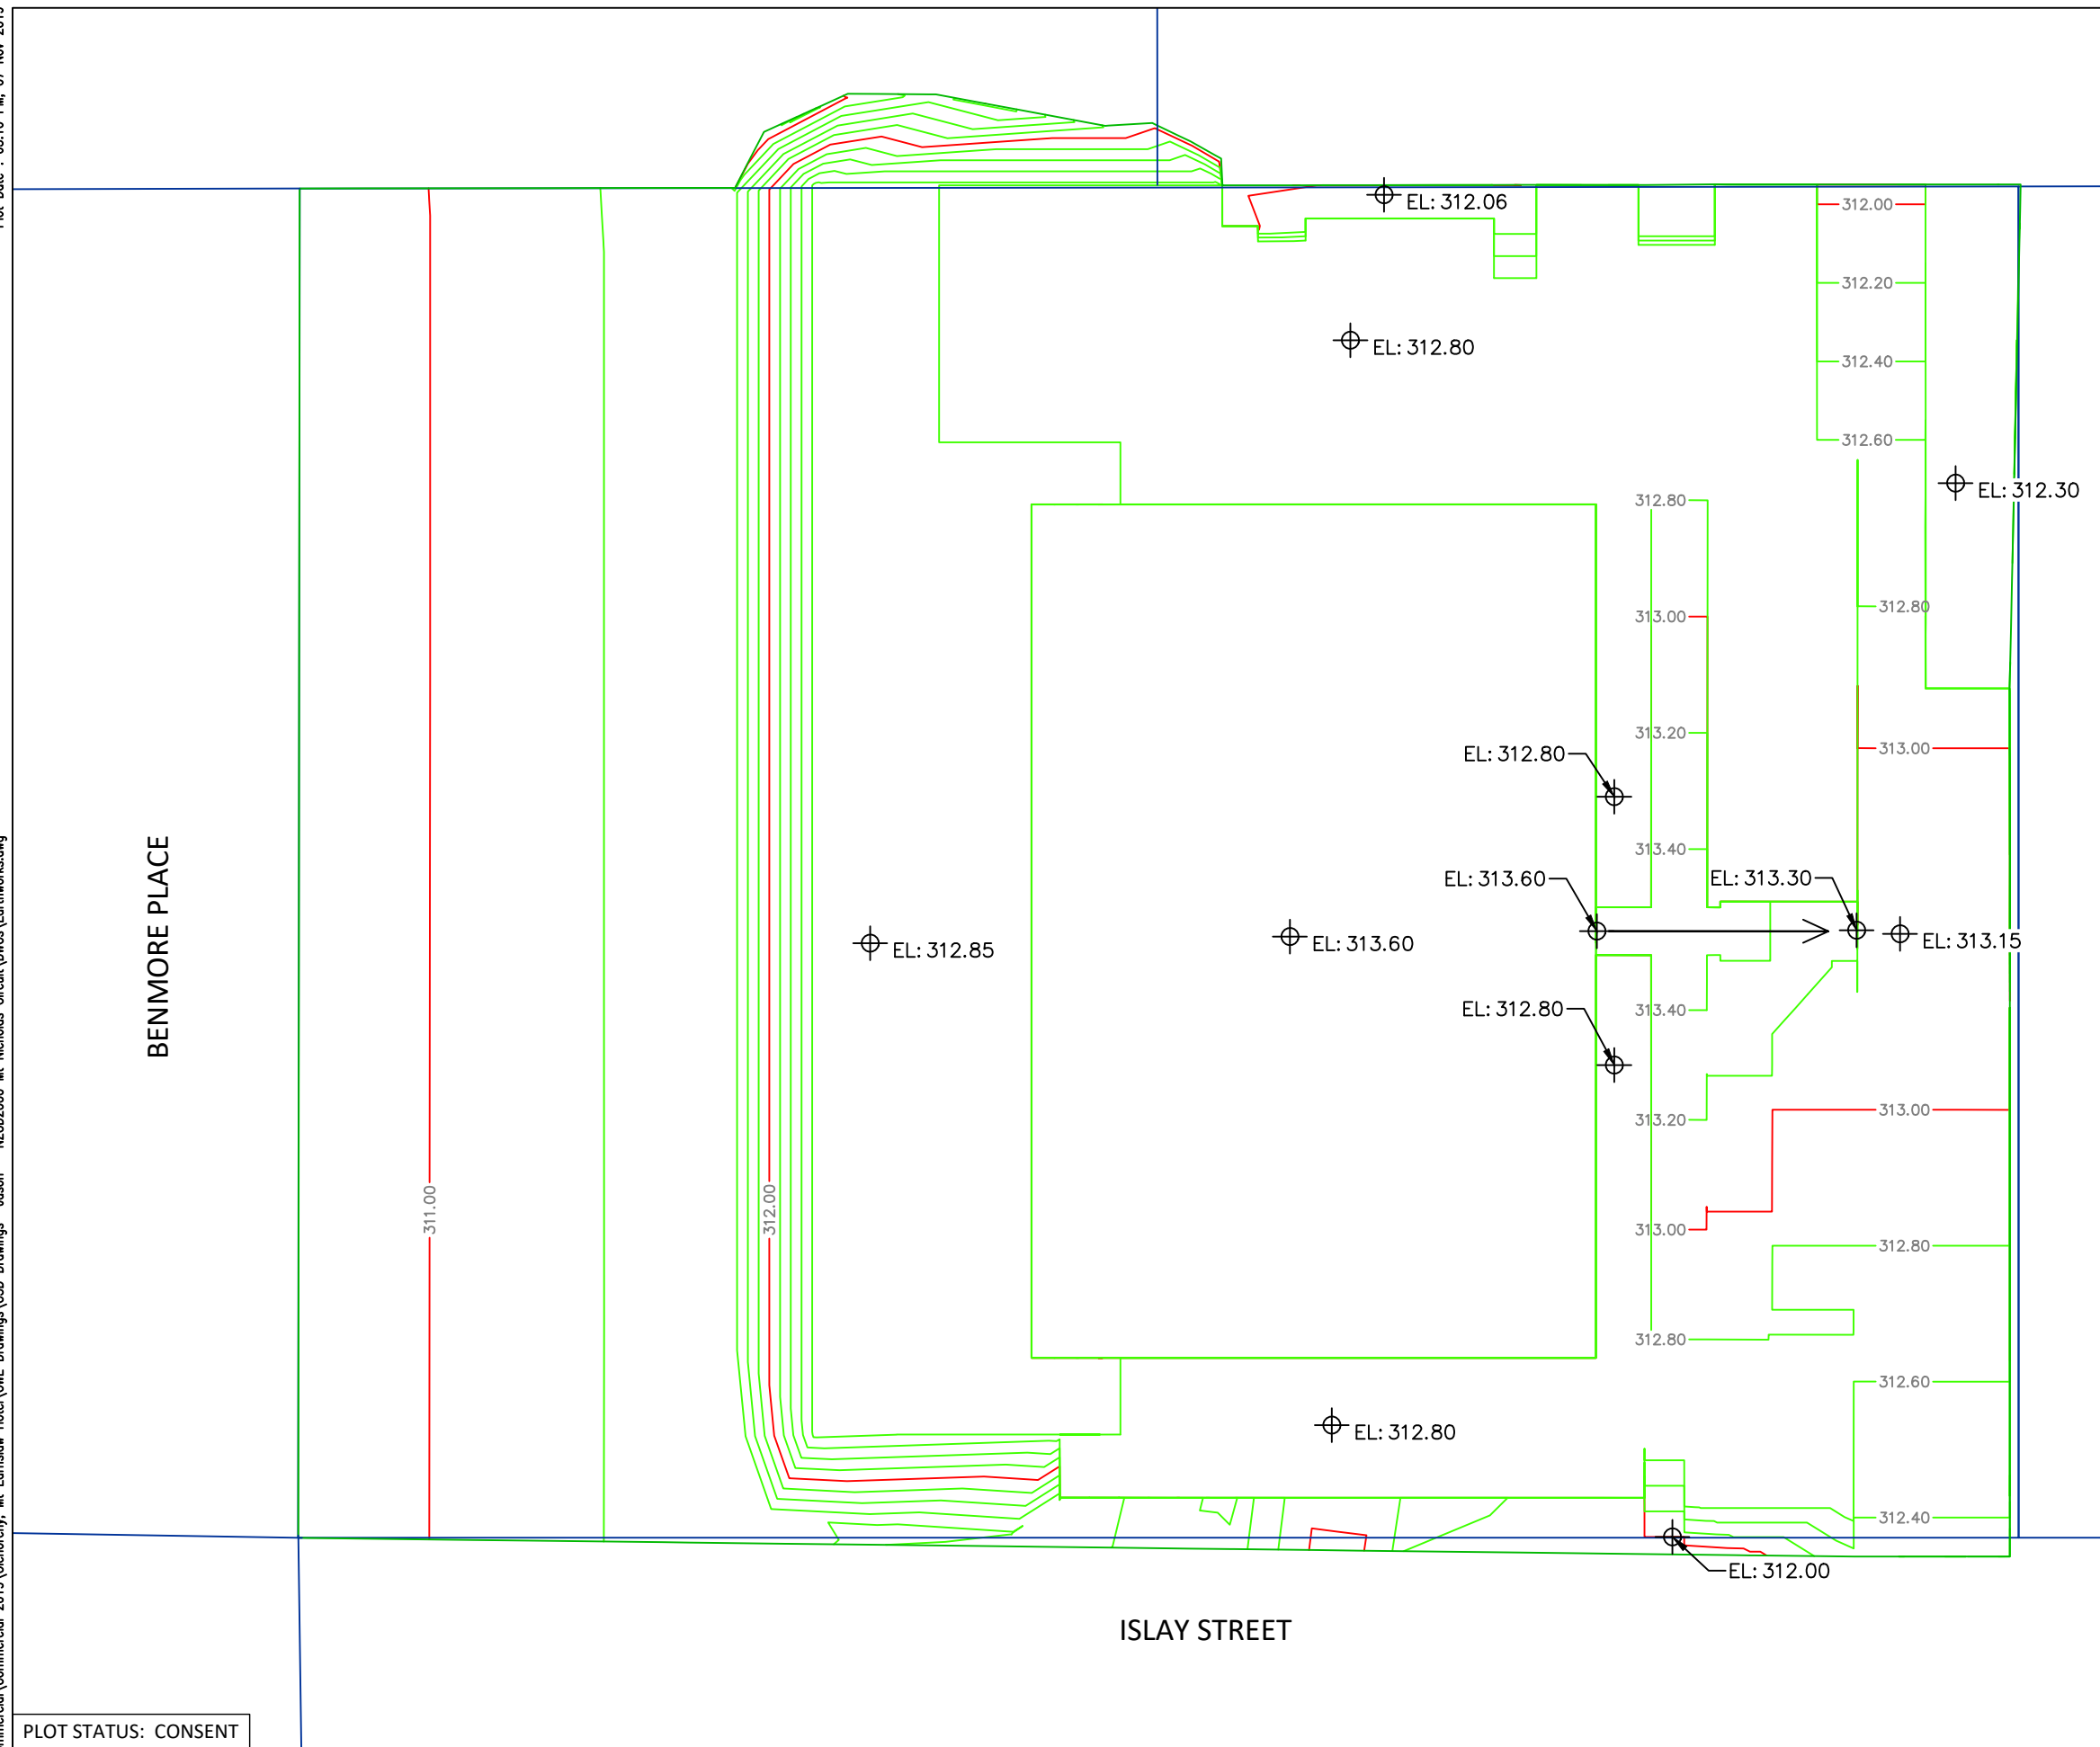 EL: 312.06
312.00
312.20
EL: 312.80
312.40
312.60
EL: 312.30
312.80
312.80
313.00
313.20
313.00
EL: 312.80
313.40
EL: 313.60
EL: 313.30
EL: 312.85
EL: 313.60
EL: 313.15
EL: 312.80
313.40
313.20
313.00
311.00
312.00
313.00
312.80
312.80
312.60
EL: 312.80
312.40
EL: 312.00
BENMORE PLACE
ISLAY STREET
PLOT STATUS: CONSENT